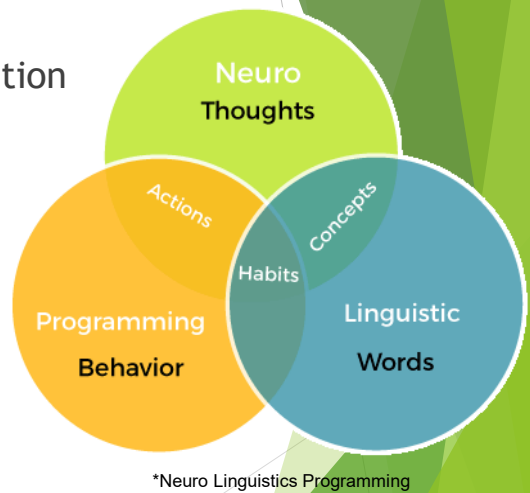 tion
Neuro
Thoughts
Actions
Concepts
Habits
Programming
Behavior
Linguistic
Words
*Neuro Linguistics Programming